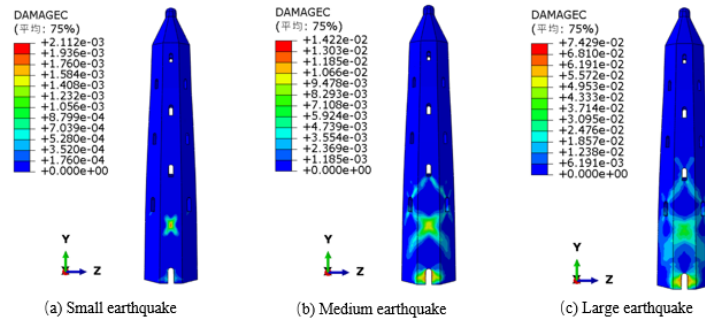 DAMAGEC
(平均: 75%)
+2.112e-03
+1.936e-03
+1.760e-03
+1.584e-03
+1.408e-03
+1.232e-03
+1.056e-03
+8.799e-04
+7.039e-04
+5.280e-04
+3.520e-04
+1.760e-04
+0.000e+00
Y
Z
(a) Small earthquake
DAMAGEC
(平均: 75%)
+1.422e-02
+1.303e-02
+1.185e-02
+1.066e-02
+9.478e-03
+8.293e-03
+7.108e-03
+5.924e-03
+4.739e-03
+3.554e-03
+2.369e-03
+1.185e-03
+0.000e+00
Y
Z
(b) Medium earthquake
DAMAGEC
(平均: 75%)
+7.429e-02
+6.810e-02
+6.191e-02
+5.572e-02
+4.953e-02
+4.333e-02
+3.714e-02
+3.095e-02
+2.476e-02
+1.857e-02
+1.238e-02
+6.191e-03
+0.000e+00
Y
Z
(c) Large earthquake